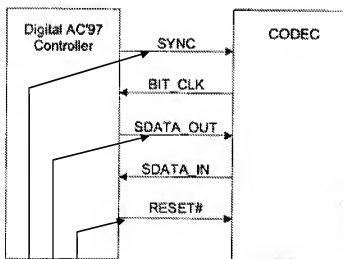 Digital AC'97
Controller
CODEC
SYNC
BIT_CLK
SDATA_OUT
SDATA_IN
RESET#